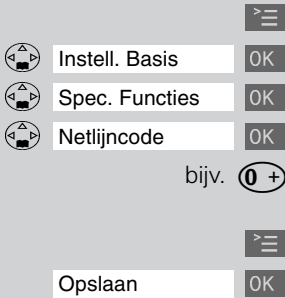 Instell. Basis OK
Spec. Functies OK
Netlijncode OK
bijv. 0 +
Opslaan OK